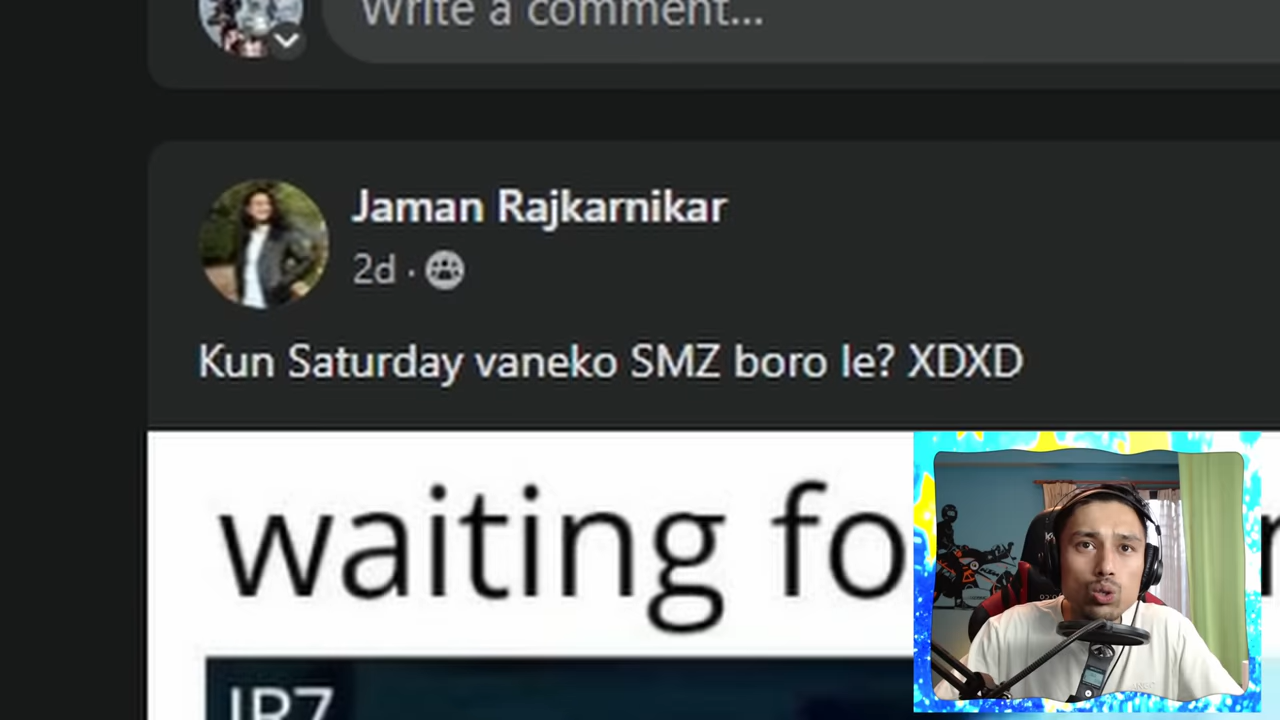 Write a comment...
Jaman Rajkarnikar
2d ·
Kun Saturday vaneko SMZ boro le? XDXD
waiting fo